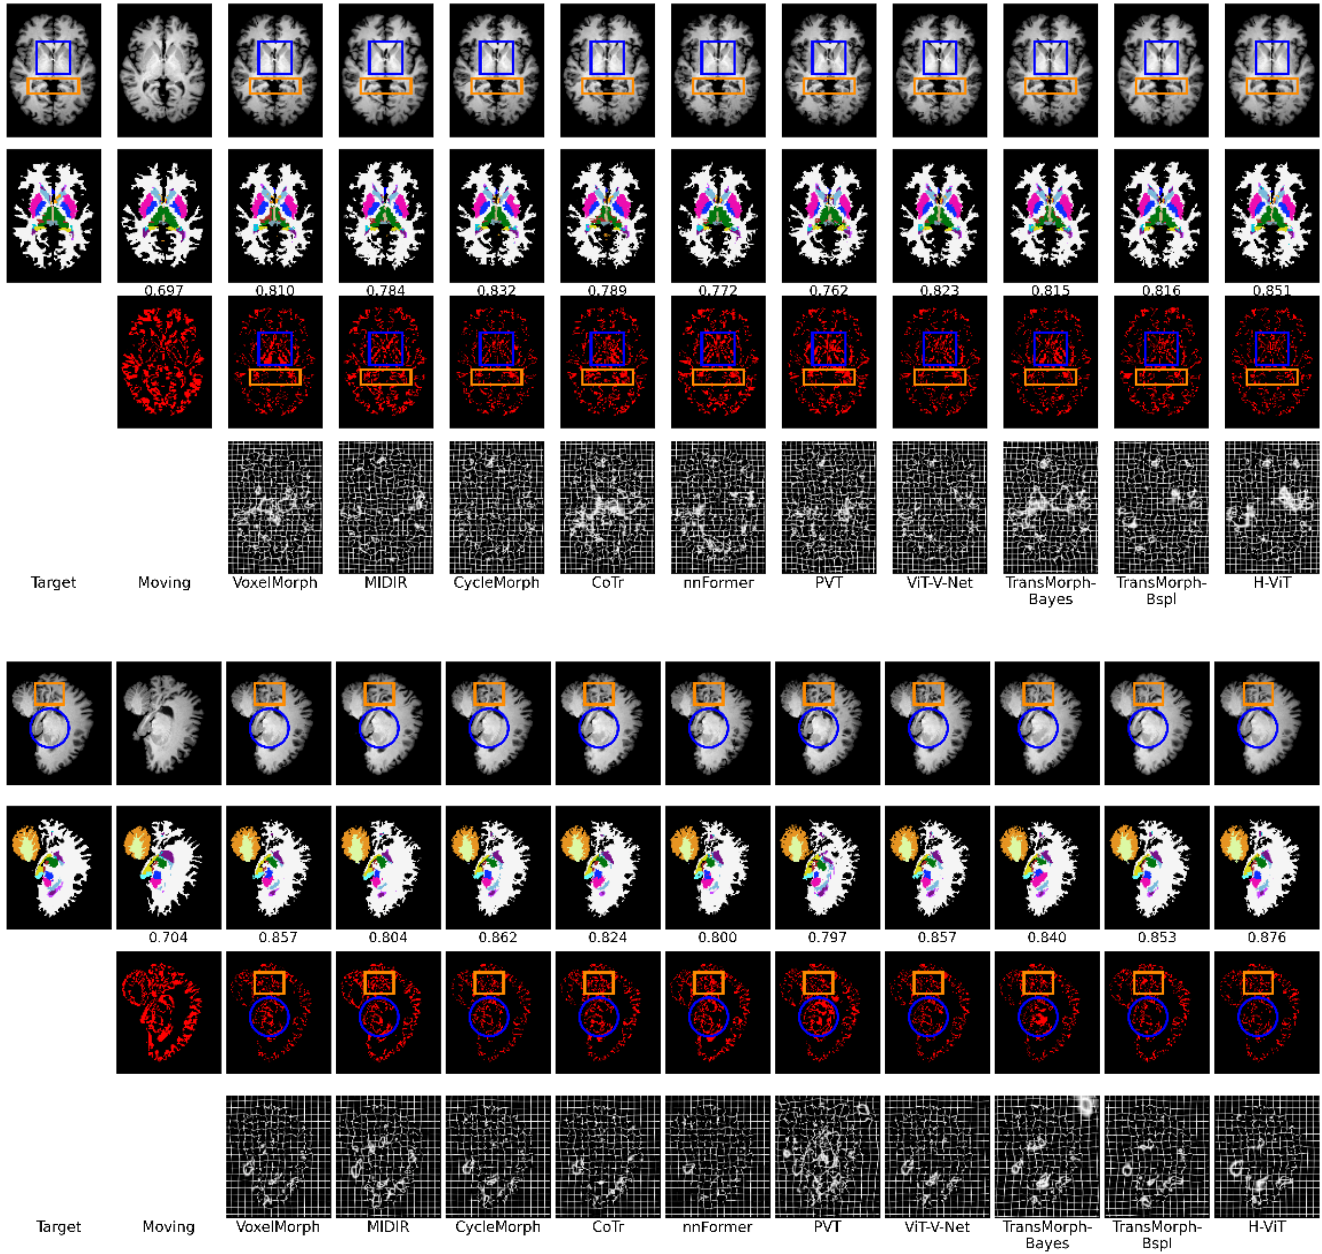 0.697 0.810 0.784 0.832 0.789 0.772 0.762 0.823 0.815 0.816 0.851
Target Moving VoxelMorph MIDIR CycleMorph CoTr nnFormer PVT ViT-V-Net TransMorph- TransMorph- H-ViT
Bayes Bspl
0.704 0.857 0.804 0.862 0.824 0.800 0.797 0.857 0.840 0.853 0.876
Target Moving VoxelMorph MIDIR CycleMorph CoTr nnFormer PVT ViT-V-Net TransMorph- TransMorph- H-ViT
Bayes Bspl